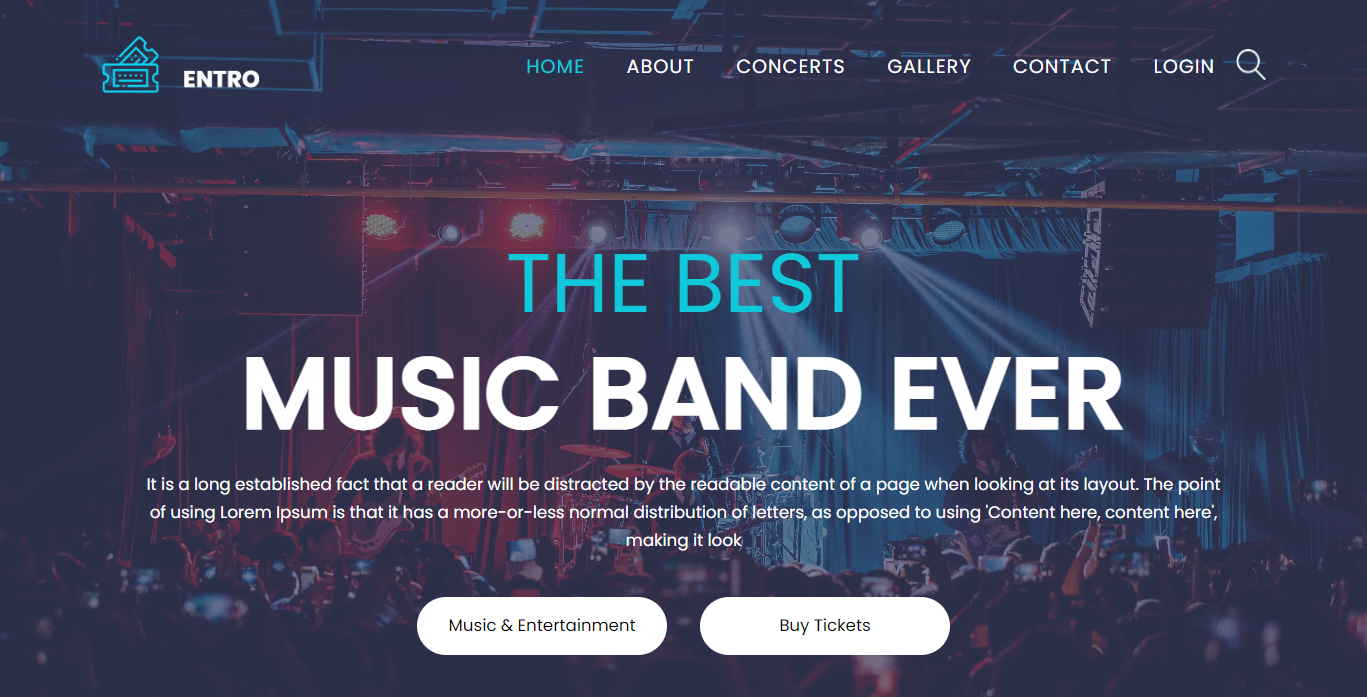 ENTRO
HOME ABOUT CONCERTS GALLERY CONTACT LOGIN
THE BEST
MUSIC BAND EVER
It is a long established fact that a reader will be distracted by the readable content of a page when looking at its layout. The point
of using Lorem Ipsum is that it has a more-or-less normal distribution of letters, as opposed to using 'Content here, content here',
making it look
Music & Entertainment
Buy Tickets